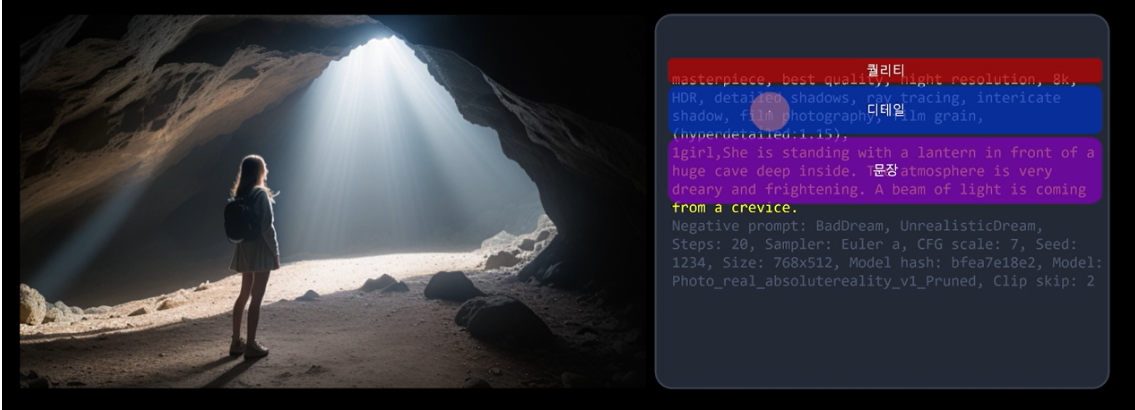 퀄리티
masterpiece, best quality, hight resolution, 8k,
HDR, detailed shadows, ray tracing, intericate
디테일
shadow, film photography, film grain,
(hyperdetailed:1.15),
1girl,She is standing with a lantern in front of a
huge cave deep inside. The atmosphere is very
문장
dreary and frightening. A beam of light is coming
from a crevice.
Negative prompt: BadDream, UnrealisticDream,
Steps: 20, Sampler: Euler a, CFG scale: 7, Seed:
1234, Size: 768x512, Model hash: bfea7e18e2, Model:
Photo_real_absolutereality_v1_Pruned, Clip skip: 2